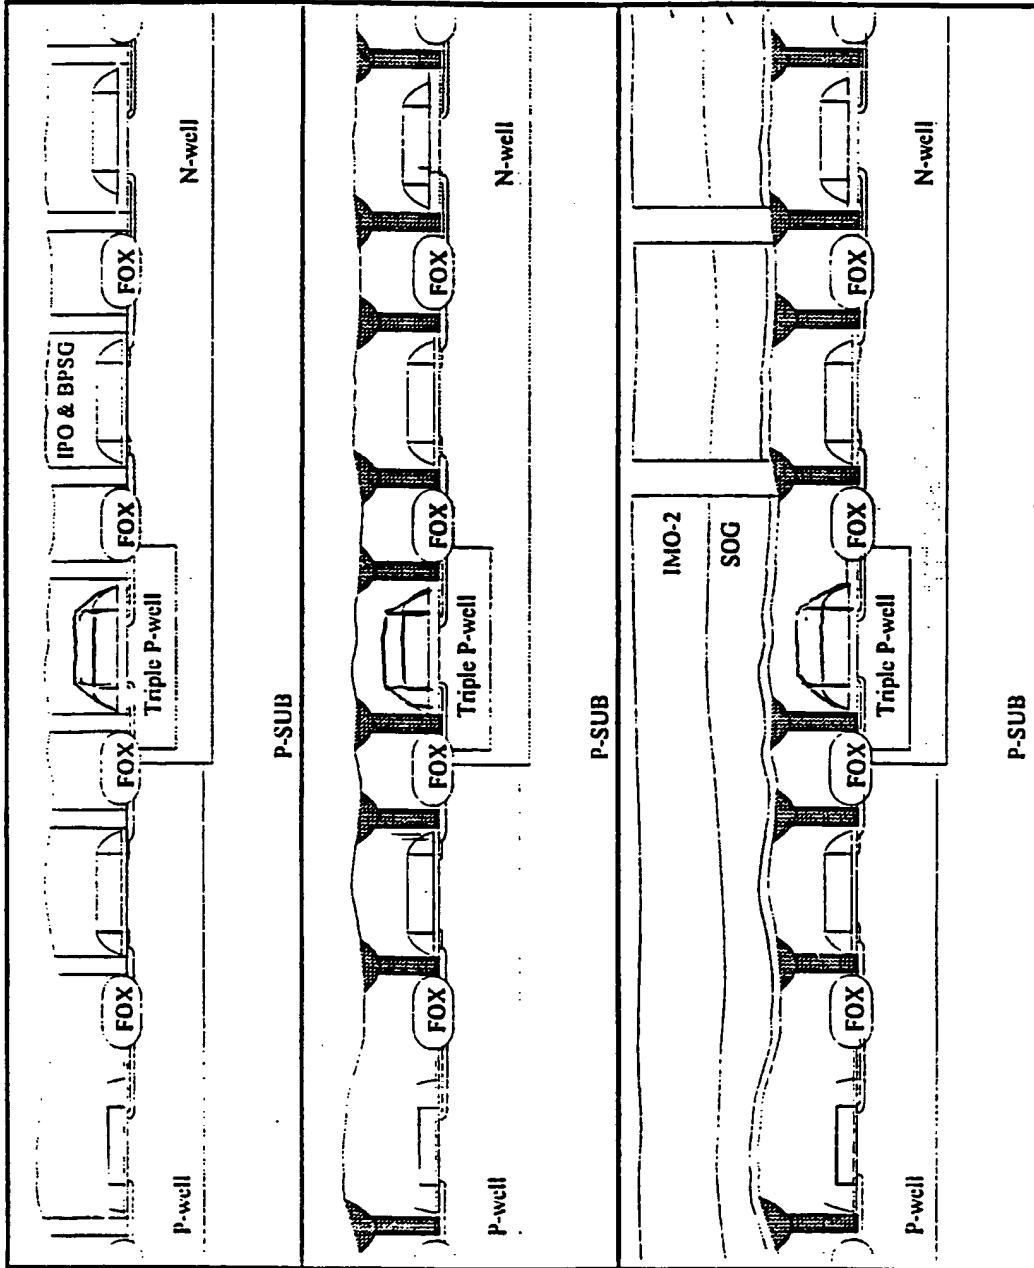 IPO & BPSG
FOX FOX FOX FOX
Triple P-well
P-well N-well
P-SUB
FOX FOX FOX FOX
Triple P-well
P-well N-well
P-SUB
IMO-2
SOG
FOX FOX FOX FOX
Triple P-well
P-well N-well
P-SUB